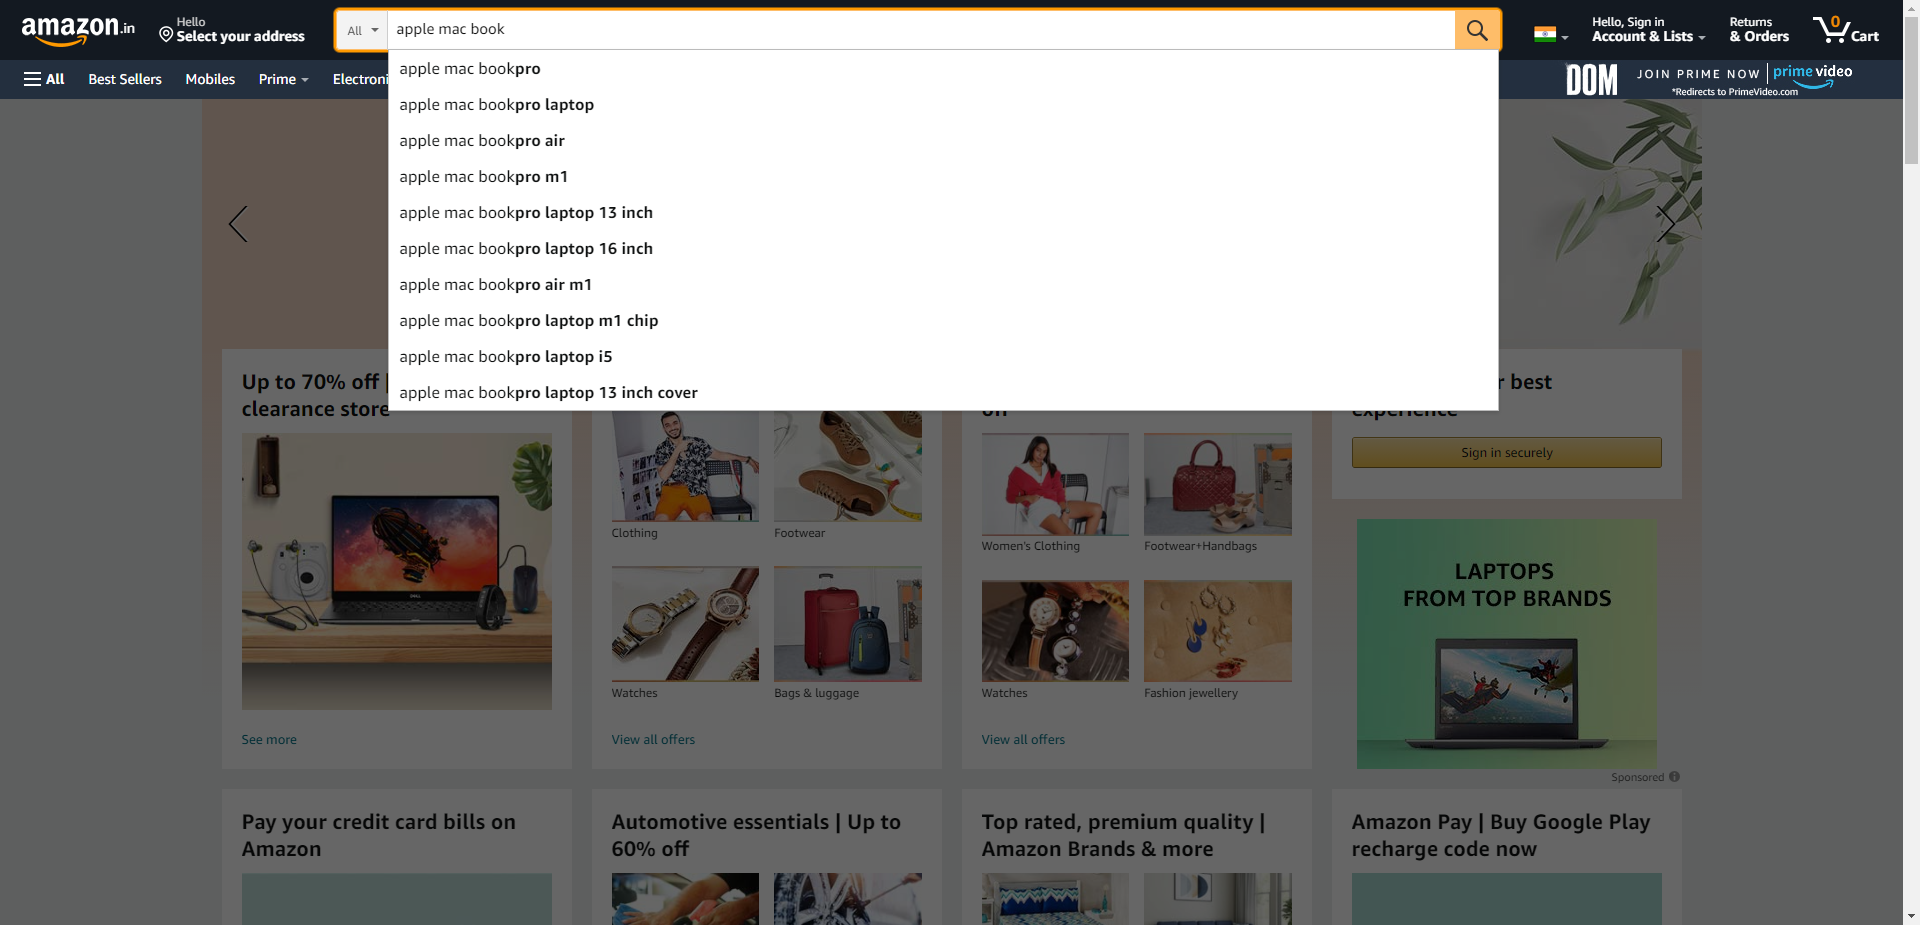 amazon.in
Hello
Select your address
All
apple mac book
Hello, Sign in
Account & Lists
Returns
& Orders
0
Cart
All
Best Sellers
Mobiles
Prime
Electroni
DOM
JOIN PRIME NOW
prime video
*Redirects to PrimeVideo.com
apple mac bookpro
apple mac bookpro laptop
apple mac bookpro air
apple mac bookpro m1
apple mac bookpro laptop 13 inch
apple mac bookpro laptop 16 inch
apple mac bookpro air m1
apple mac bookpro laptop m1 chip
apple mac bookpro laptop i5
apple mac bookpro laptop 13 inch cover
Up to 70% off |
clearance store
See more
Clothing
Footwear
Watches
Bags & luggage
View all offers
off
Women's Clothing
Footwear+Handbags
Watches
Fashion jewellery
View all offers
r best
experience
Sign in securely
LAPTOPS
FROM TOP BRANDS
Sponsored
Pay your credit card bills on
Amazon
Automotive essentials | Up to
60% off
Top rated, premium quality |
Amazon Brands & more
Amazon Pay | Buy Google Play
recharge code now